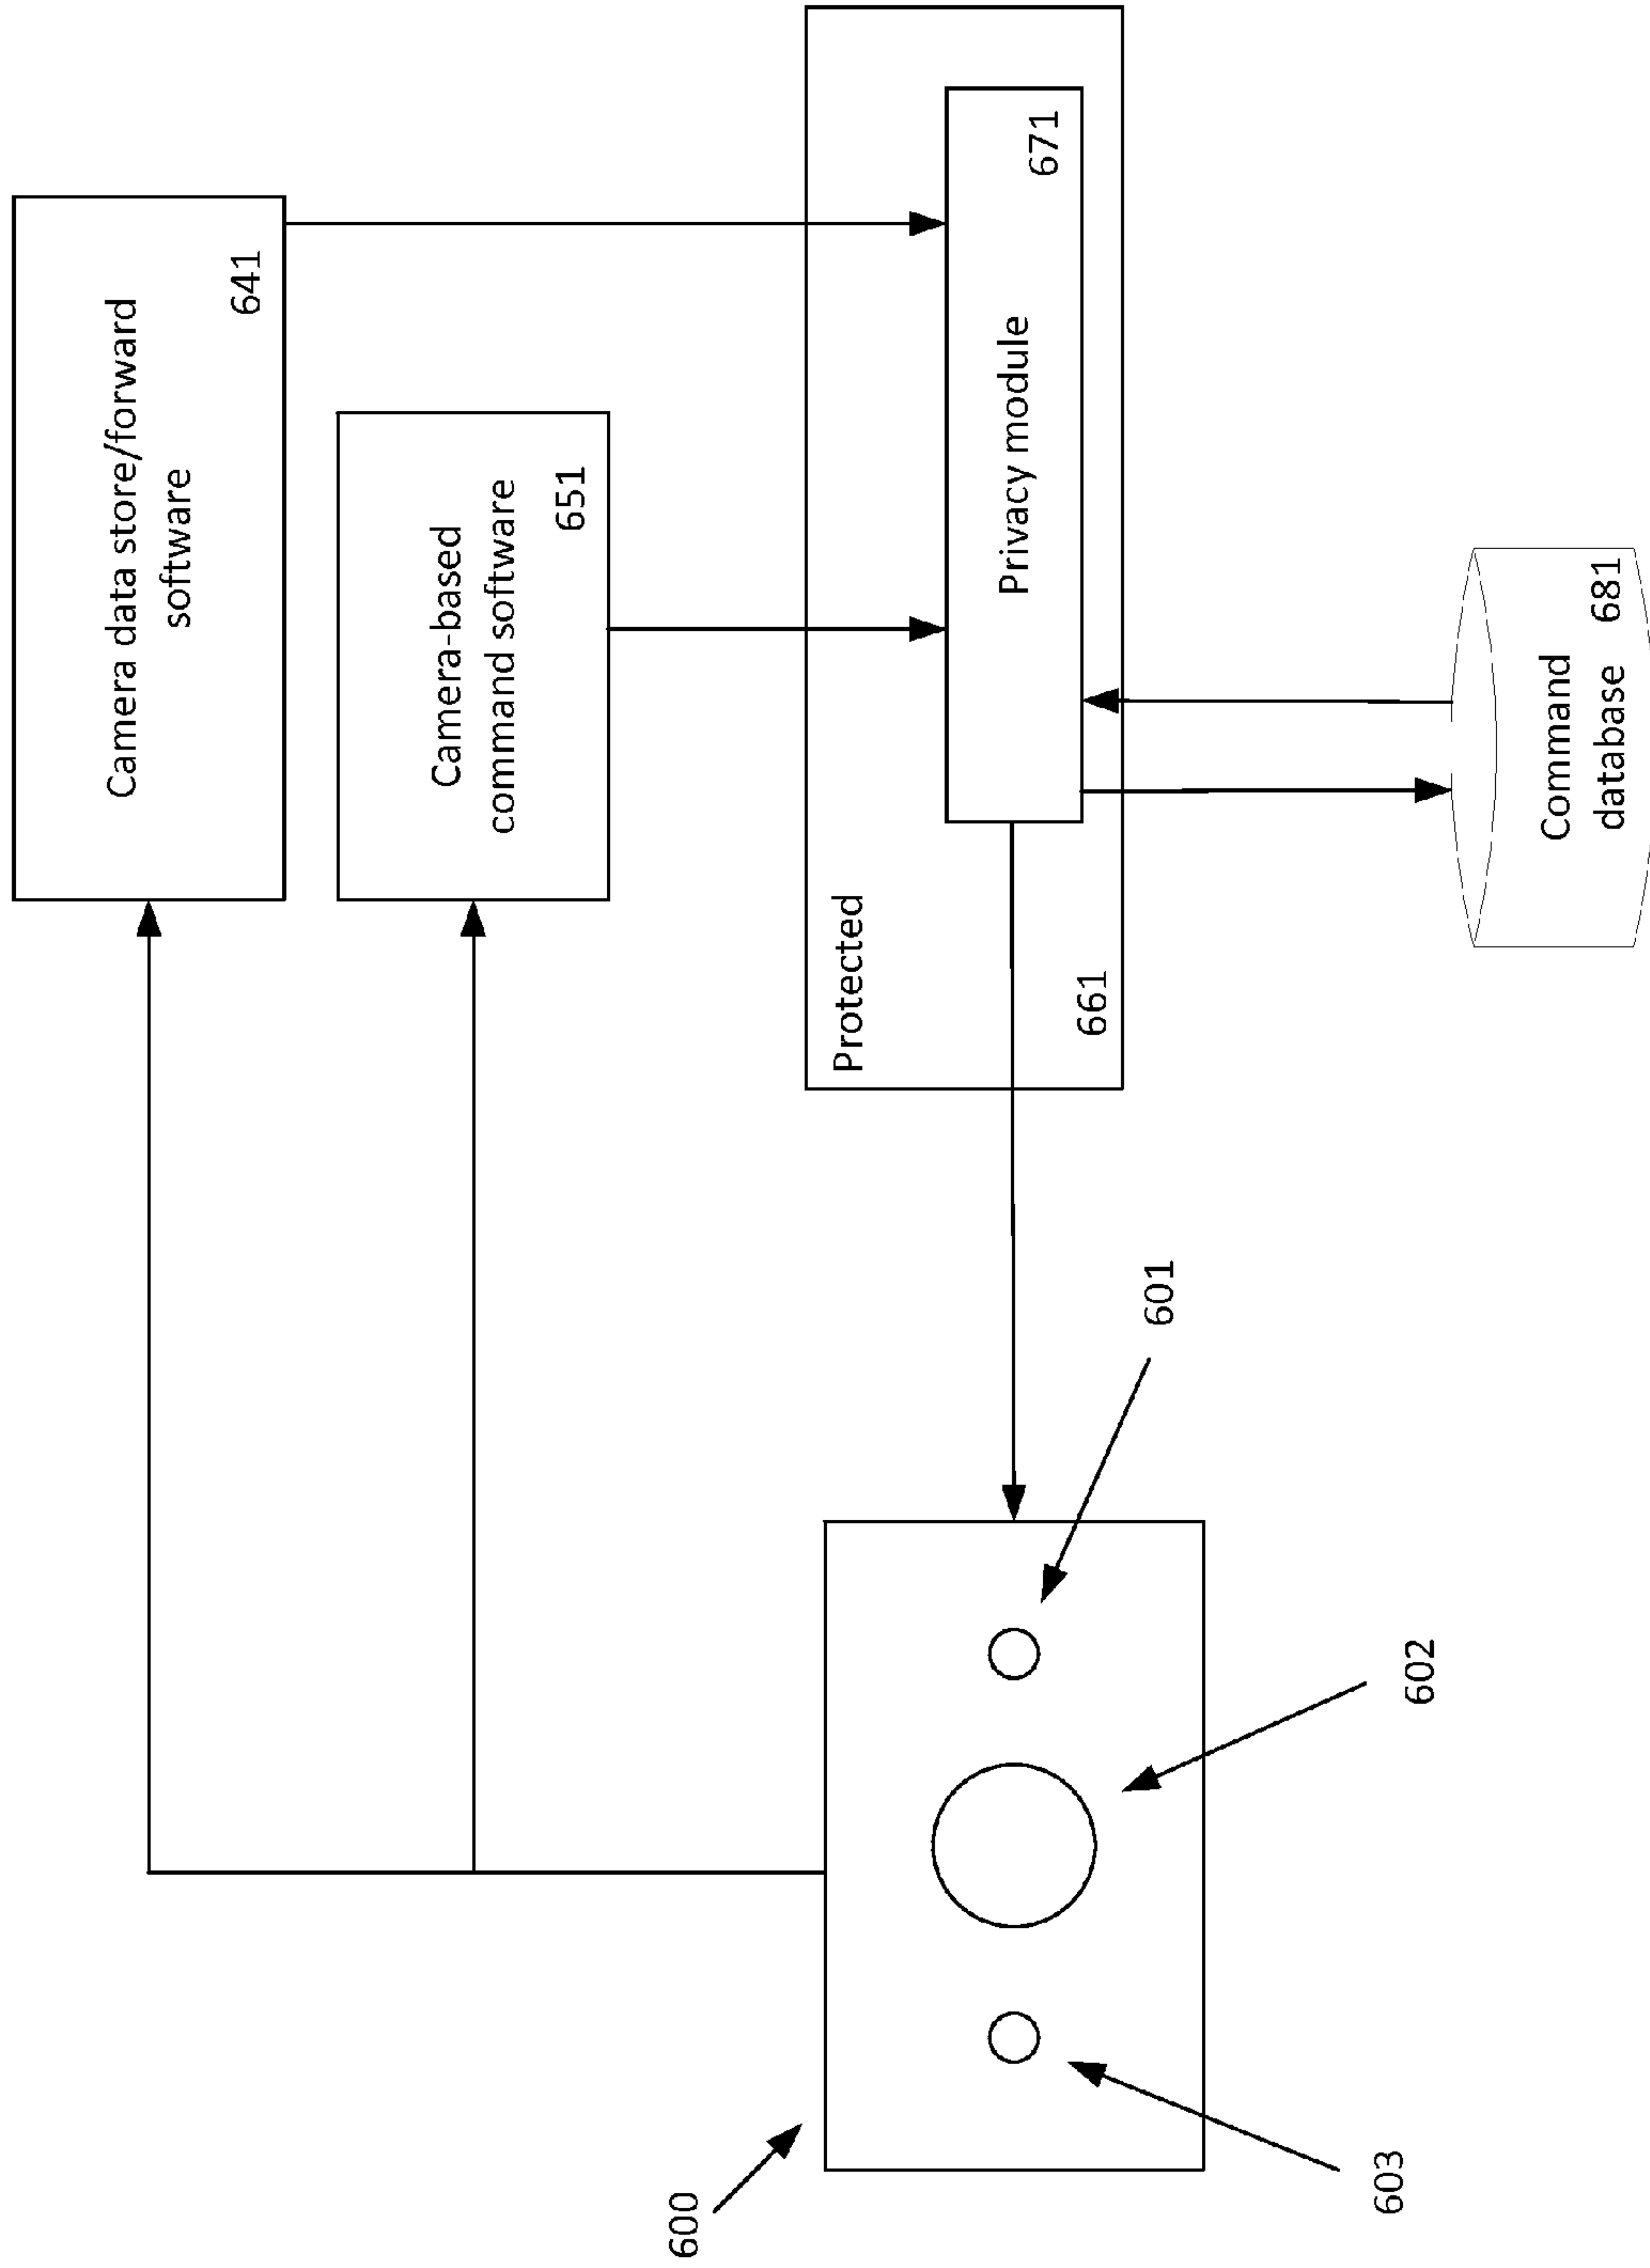 Camera data store/forward
software
641
Camera-based
command software
651
Protected
661
Privacy module
671
Command
database
681
600
601
602
603